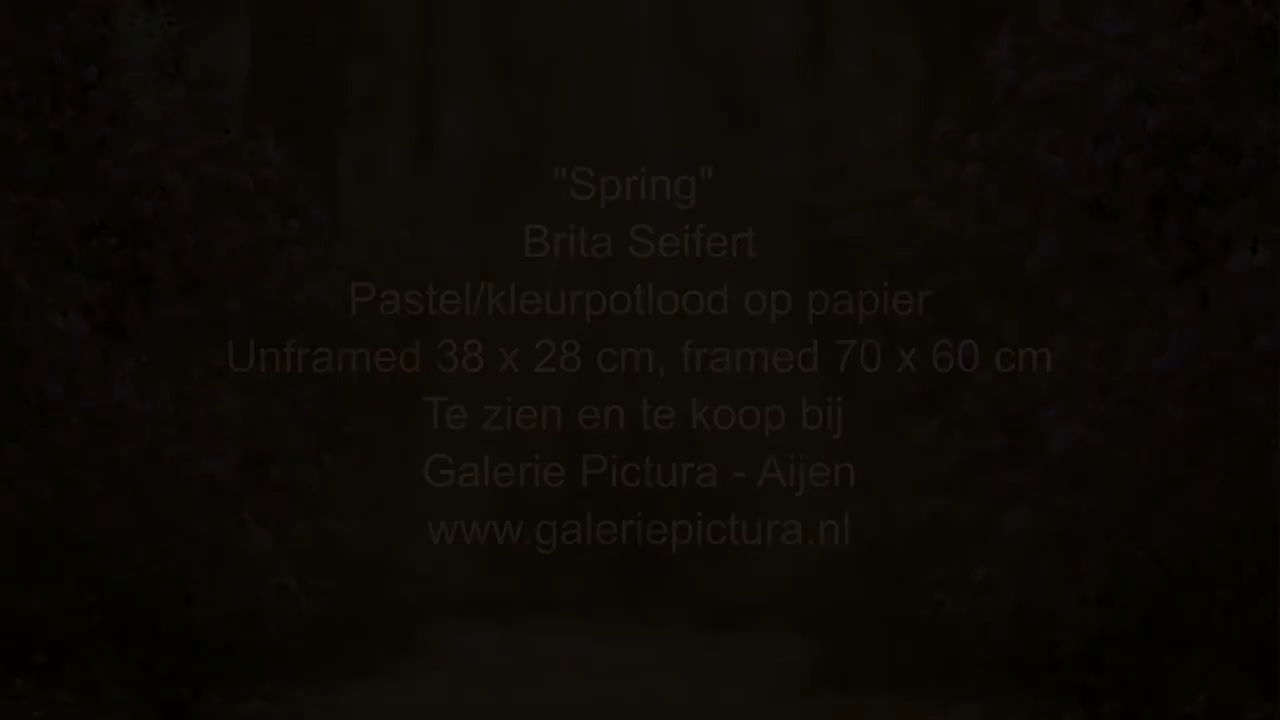 "Spring"
Brita Seifert
Pastel/kleurpotlood op papier
Unframed 38 x 28 cm, framed 70 x 60 cm
Te zien en te koop bij
Galerie Pictura - Aijen
www.galeriepictura.nl